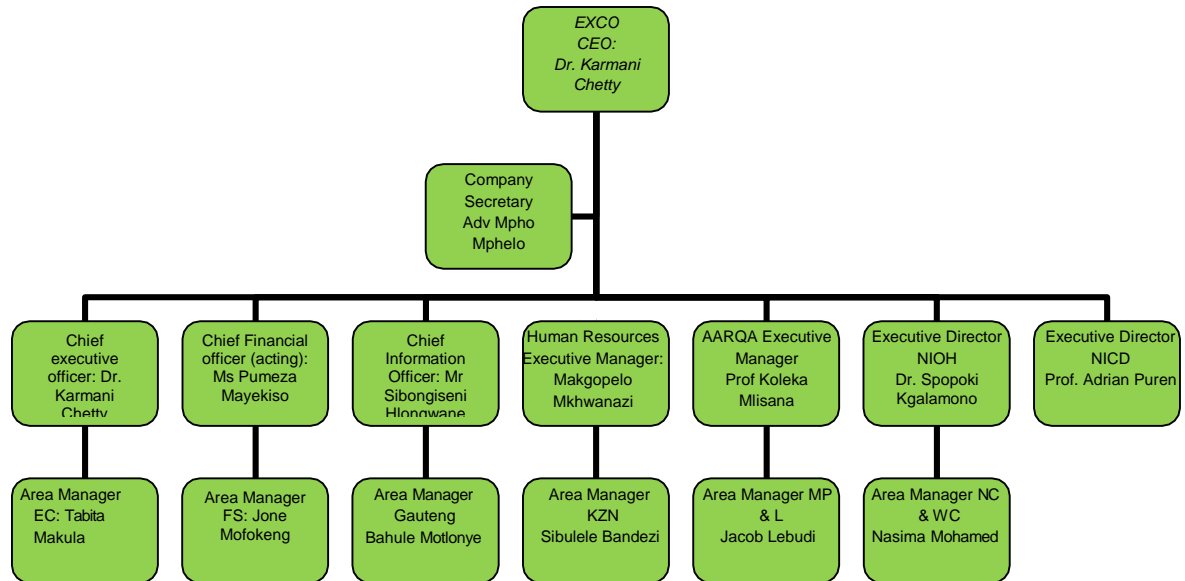 EXCO
CEO:
Dr. Karmani
Chetty
Company
Secretary
Adv Mpho
Mphelo
Chief
executive
officer: Dr.
Karmani
Chetty
Chief Financial
officer (acting):
Ms Pumeza
Mayekiso
Chief
Information
Officer: Mr
Sibongiseni
Hlongwane
Human Resources
Executive Manager:
Makgopelo
Mkhwanazi
AARQA Executive
Manager
Prof Koleka
Mlisana
Executive Director
NIOH
Dr. Spopoki
Kgalamono
Executive Director
NICD
Prof. Adrian Puren
Area Manager
EC: Tabita
Makula
Area Manager
FS: Jone
Mofokeng
Area Manager
Gauteng
Bahule Motlonye
Area Manager
KZN
Sibulele Bandezi
Area Manager MP
& L
Jacob Lebudi
Area Manager NC
& WC
Nasima Mohamed